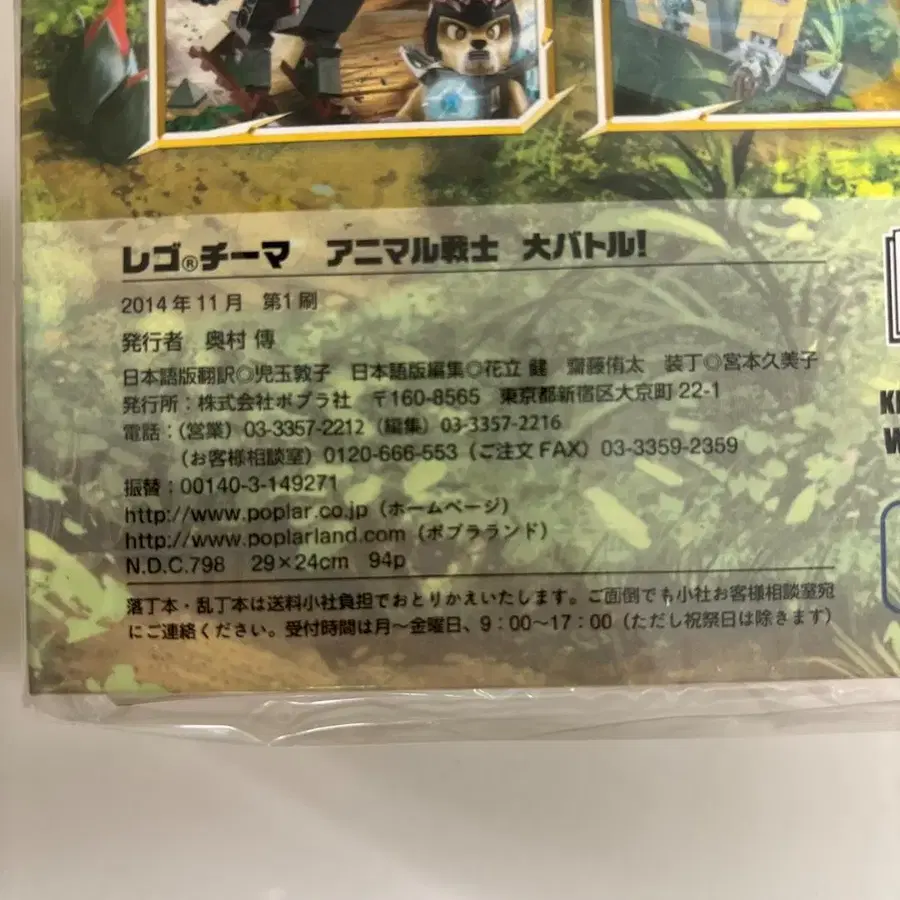 レゴ®チーマ　アニマル戦士　大バトル!
2014年11月　第1刷
発行者　奥村 傳
日本語版翻訳◎児玉敦子　日本語版編集◎花立 健　齋藤侑太　装丁◎宮本久美子
発行所：株式会社ポプラ社　〒160-8565　東京都新宿区大京町22-1
電話：（営業）03-3357-2212（編集）03-3357-2216
（お客様相談室）0120-666-553（ご注文FAX）03-3359-2359
振替：00140-3-149271
http://www.poplar.co.jp（ホームページ）
http://www.poplarland.com（ポプラランド）
N.D.C.798　29×24cm　94p
落丁本・乱丁本は送料小社負担でおとりかえいたします。ご面倒でも小社お客様相談室宛
にご連絡ください。受付時間は月〜金曜日、9：00〜17：00（ただし祝祭日は除きます）